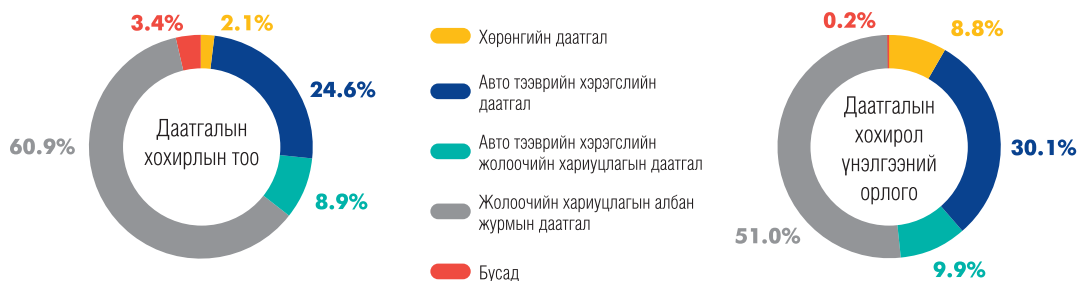 3.4%
2.1%
24.6%
60.9%
8.9%
Даатгалын
хохирлын тоо
Хөрөнгийн даатгал
Авто тээврийн хэрэгслийн
даатгал
Авто тээврийн хэрэгслийн
жолоочийн хариуцлагын даатгал
Жолоочийн хариуцлагын албан
журмын даатгал
Бусад
0.2%
8.8%
Даатгалын
хохирол
үнэлгээний
орлого
30.1%
51.0%
9.9%